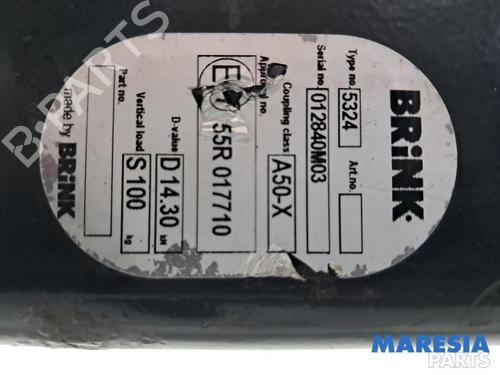 BRINK
Type no. 5324 Art.no.
Serial no. 012840M03
Coupling class A50-X
Approval no. 55R 017710
D-value D 14.30 kN
Vertical load S 100 kg
Part no.
made by BRINK
B-PARTS
MARESIA
PARTS